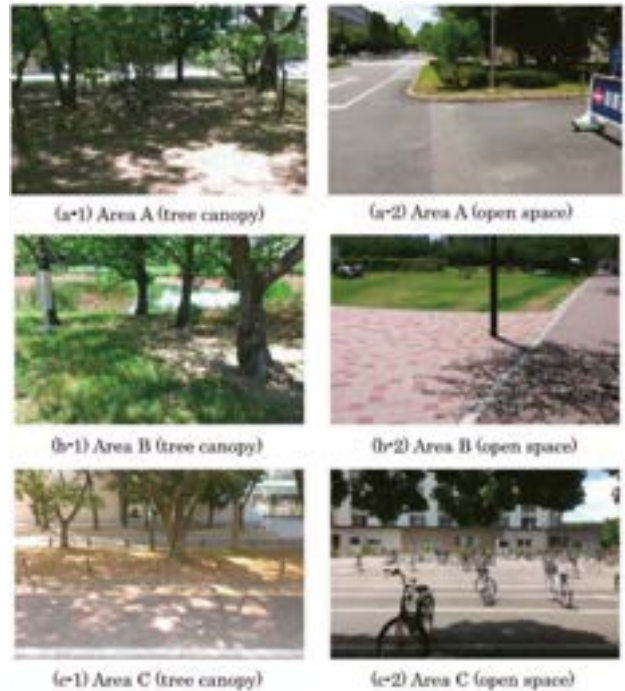 (a-1) Area A (tree canopy)
(a-2) Area A (open space)
(b-1) Area B (tree canopy)
(b-2) Area B (open space)
(c-1) Area C (tree canopy)
(c-2) Area C (open space)